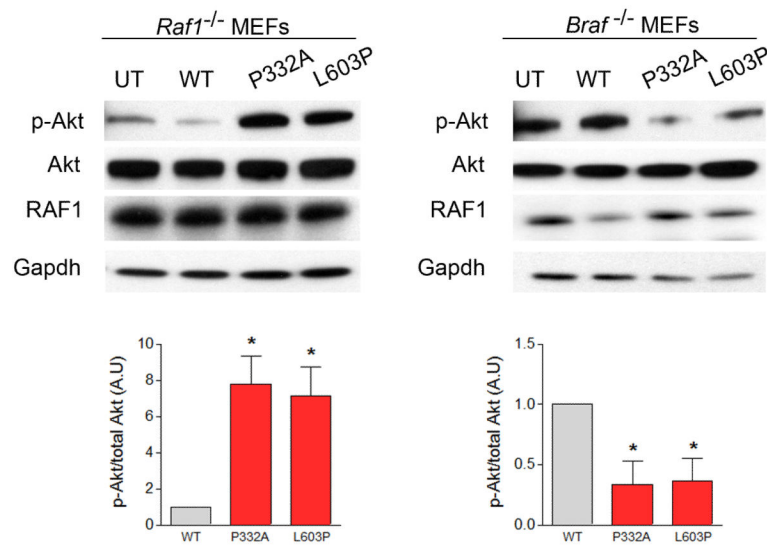 Raf1-/- MEFs
UT WT P332A L603P
p-Akt
Akt
RAF1
Gapdh
p-Akt/total Akt (A.U)
10
8
6
4
2
0
* *
WT P332A L603P
Braf -/- MEFs
UT WT P332A L603P
p-Akt
Akt
RAF1
Gapdh
p-Akt/total Akt (A.U)
1.5
1.0
0.5
0.0
* *
WT P332A L603P